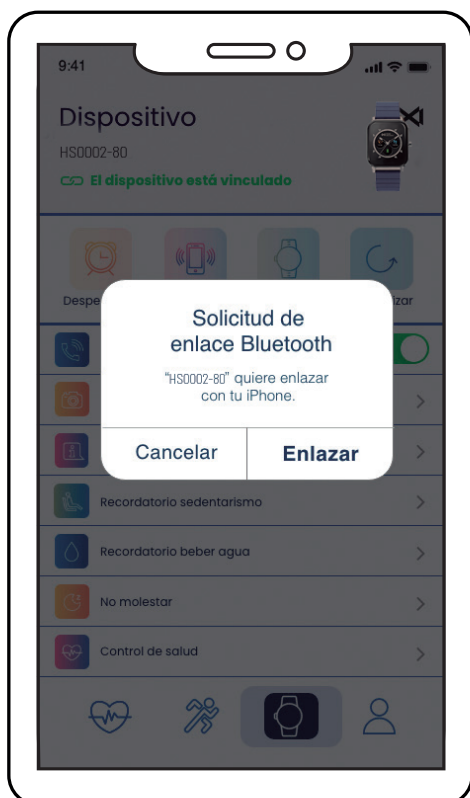 9:41
Dispositivo
HS0002-80
El dispositivo está vinculado
Despe
izar
Solicitud de
enlace Bluetooth
“HS0002-80” quiere enlazar
con tu iPhone.
Cancelar Enlazar
Recordatorio sedentarismo
Recordatorio beber agua
No molestar
Control de salud